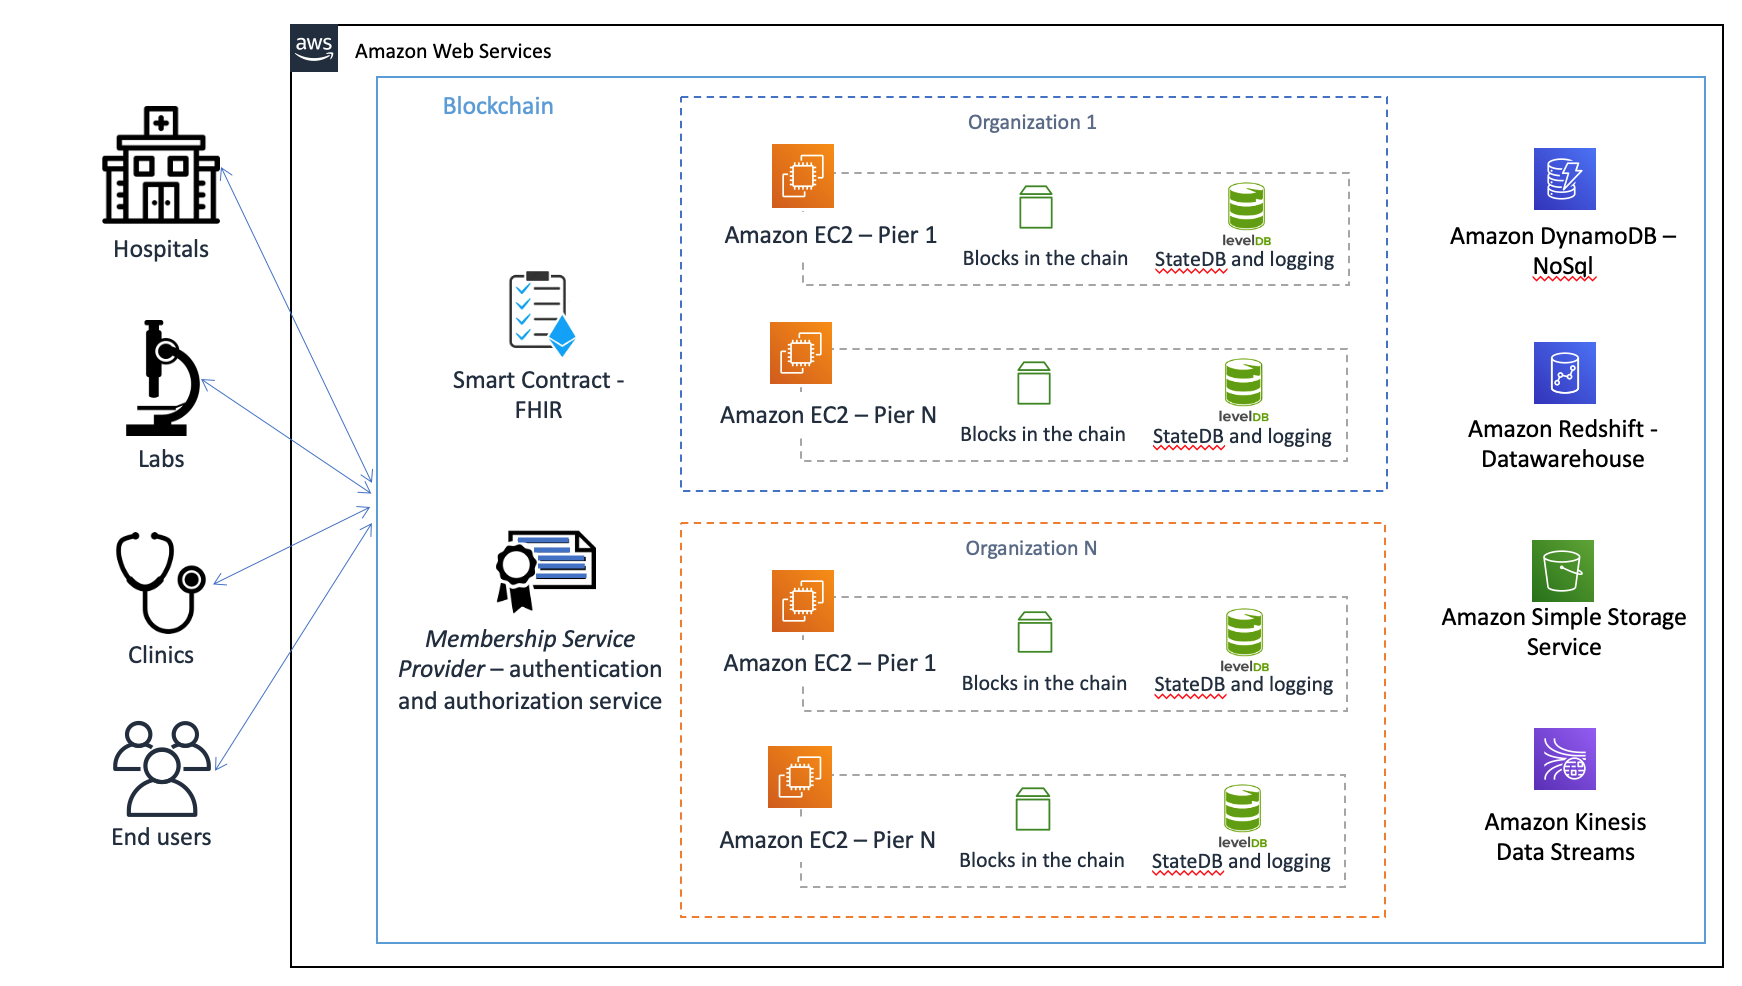 aws
Amazon Web Services
Blockchain
Hospitals
Labs
Clinics
End users
Smart Contract -
FHIR
Membership Service
Provider – authentication
and authorization service
Organization 1
Amazon EC2 – Pier 1
Blocks in the chain
levelDB
StateDB and logging
Amazon EC2 – Pier N
Blocks in the chain
levelDB
StateDB and logging
Organization N
Amazon EC2 – Pier 1
Blocks in the chain
levelDB
StateDB and logging
Amazon EC2 – Pier N
Blocks in the chain
levelDB
StateDB and logging
Amazon DynamoDB –
NoSql
Amazon Redshift -
Datawarehouse
Amazon Simple Storage
Service
Amazon Kinesis
Data Streams